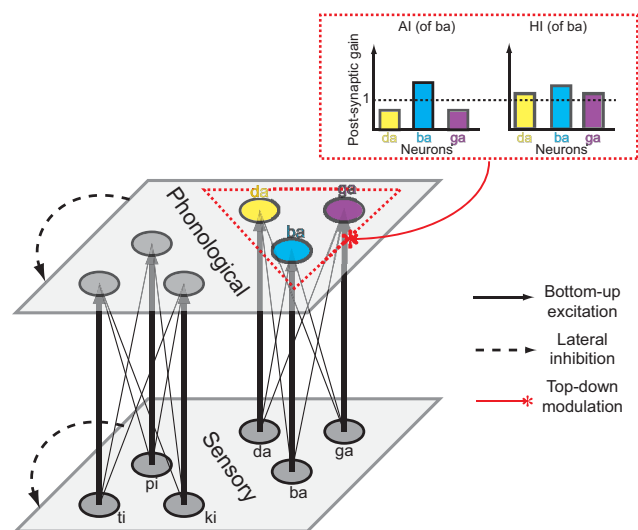 AI (of ba) HI (of ba)
Post-synaptic gain
1
da ba ga da ba ga
Neurons Neurons
da ga
ba
Phonological
Bottom-up
excitation
Lateral
inhibition
Top-down
modulation
Sensory
da ga
pi ba
ti ki